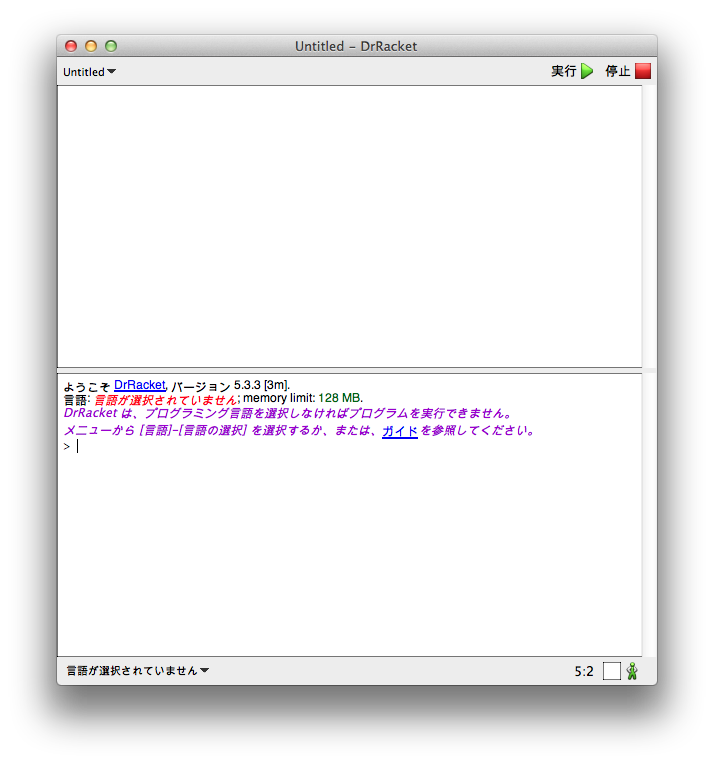 Untitled - DrRacket
Untitled 実行 停止
ようこそ DrRacket, バージョン 5.3.3 [3m].
言語: 言語が選択されていません; memory limit: 128 MB.
DrRacket は、プログラミング言語を選択しなければプログラムを実行できません。
メニューから [言語]-[言語の選択] を選択するか、または、ガイドを参照してください。
>
言語が選択されていません 5:2